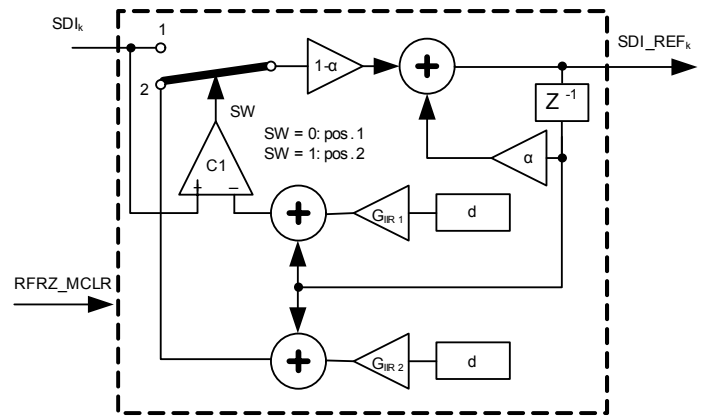 SDIk
1
SDI_REFk
1-α
+
Z -1
2
SW
SW = 0: pos.1
SW = 1: pos.2
α
C1
+ −
+
GIIR 1
d
RFRZ_MCLR
+
GIIR 2
d